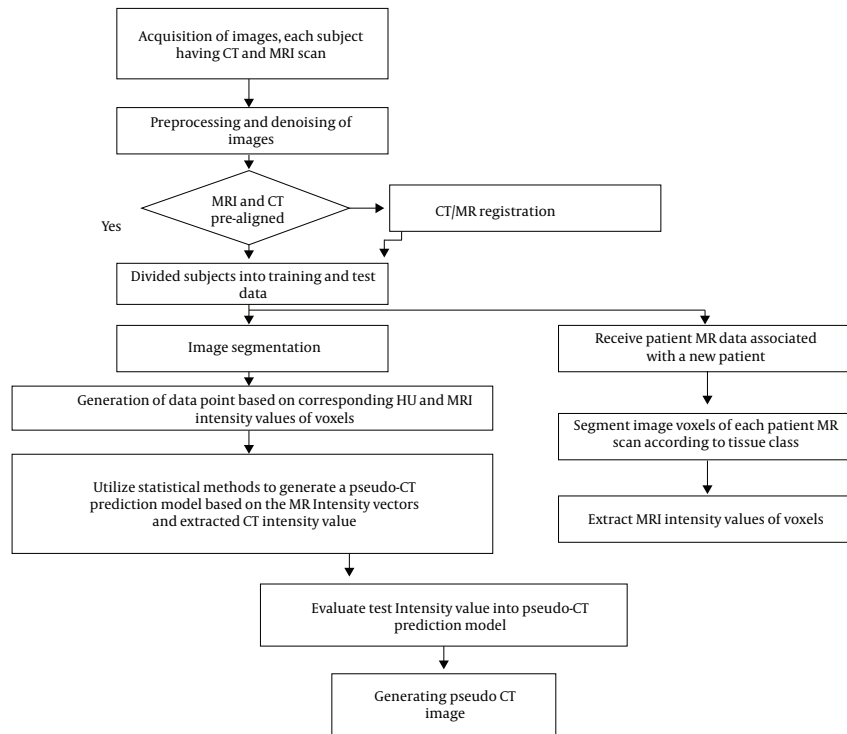 Acquisition of images, each subject
having CT and MRI scan
Preprocessing and denoising of
images
MRI and CT
pre-aligned
Yes
CT/MR registration
Divided subjects into training and test
data
Image segmentation
Generation of data point based on corresponding HU and MRI
intensity values of voxels
Utilize statistical methods to generate a pseudo-CT
prediction model based on the MR Intensity vectors
and extracted CT intensity value
Receive patient MR data associated
with a new patient
Segment image voxels of each patient MR
scan according to tissue class
Extract MRI intensity values of voxels
Evaluate test Intensity value into pseudo-CT
prediction model
Generating pseudo CT
image